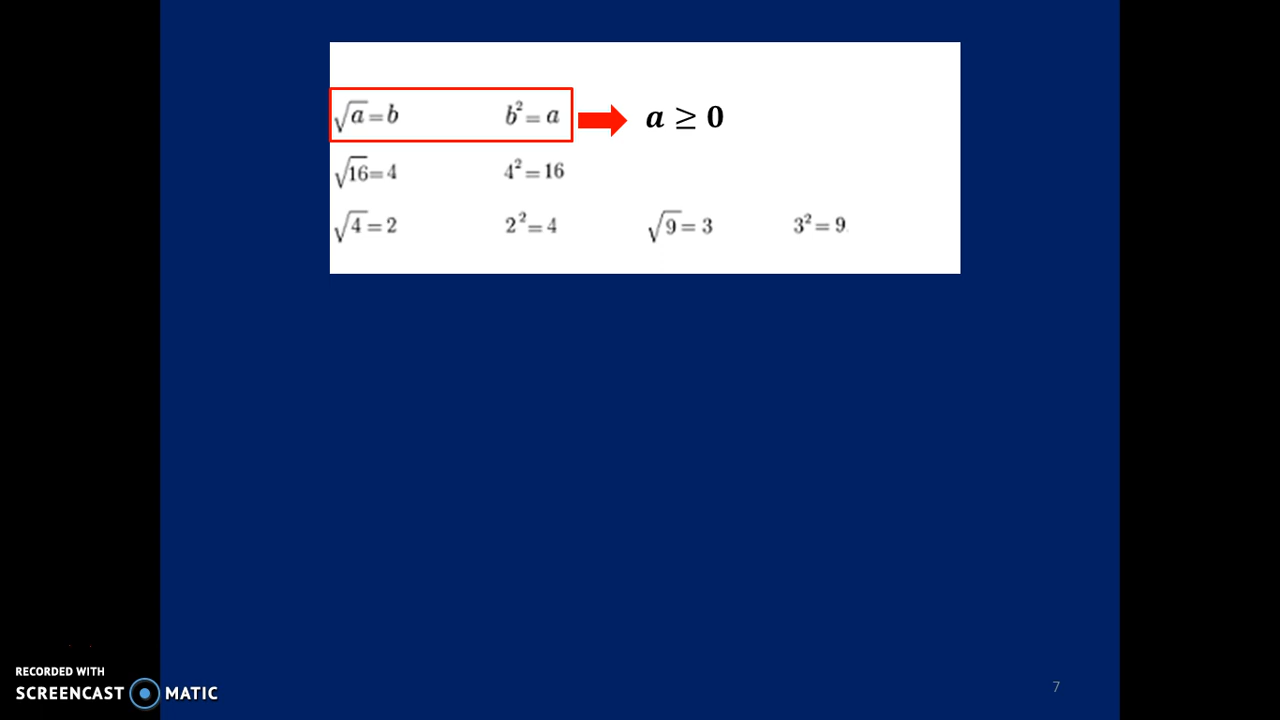 √a = b b² = a a ≥ 0
√16 = 4 4² = 16
√4 = 2 2² = 4 √9 = 3 3² = 9
RECORDED WITH
SCREENCAST MATIC
7